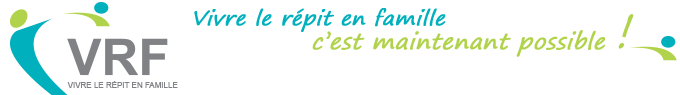 Vivre le répit en famille
c'est maintenant possible !
VRF
VIVRE LE RÉPIT EN FAMILLE